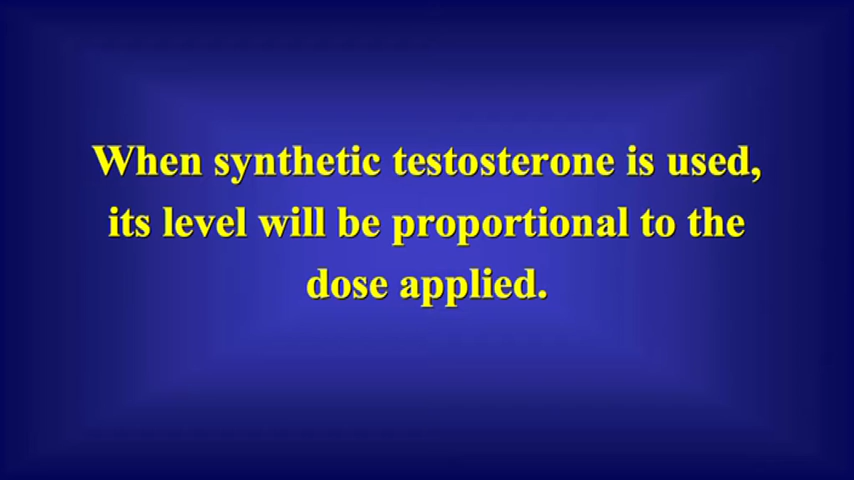 When synthetic testosterone is used,
its level will be proportional to the
dose applied.